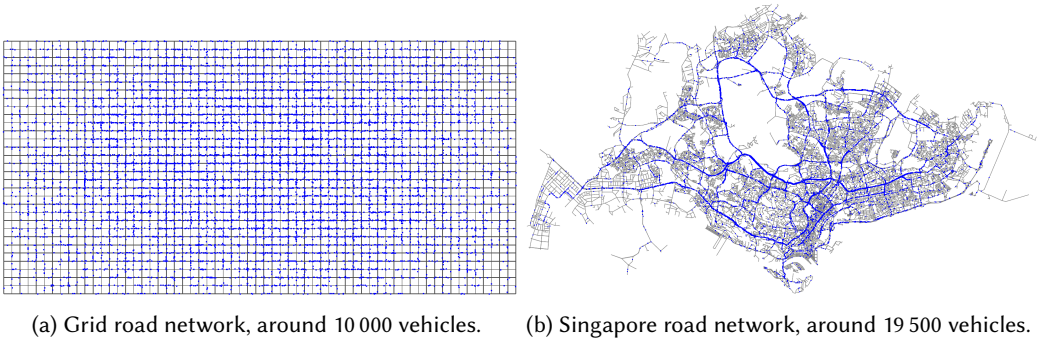 (a) Grid road network, around 10 000 vehicles.
(b) Singapore road network, around 19 500 vehicles.